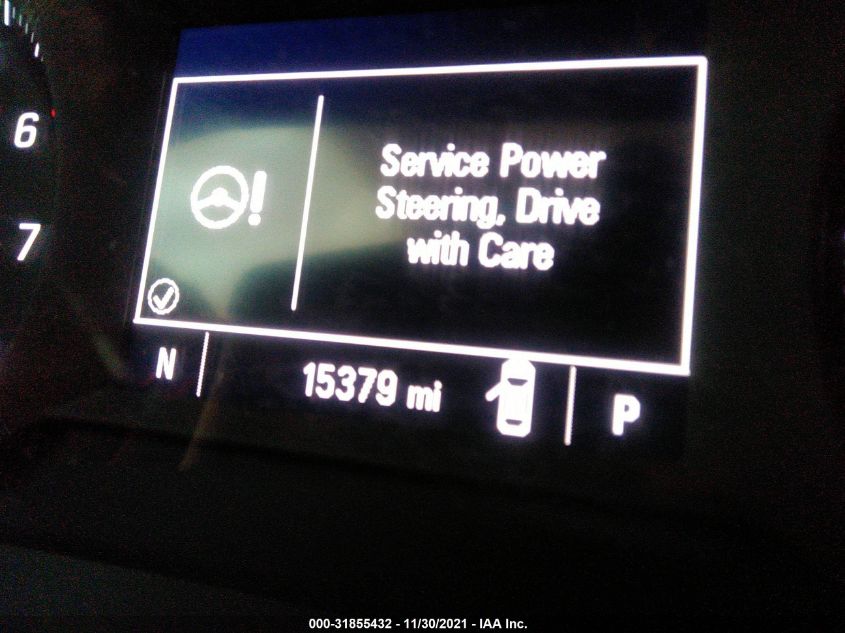 6
7
Service Power
Steering, Drive
with Care
N
15379 mi
P
000-31855432 - 11/30/2021 - IAA Inc.